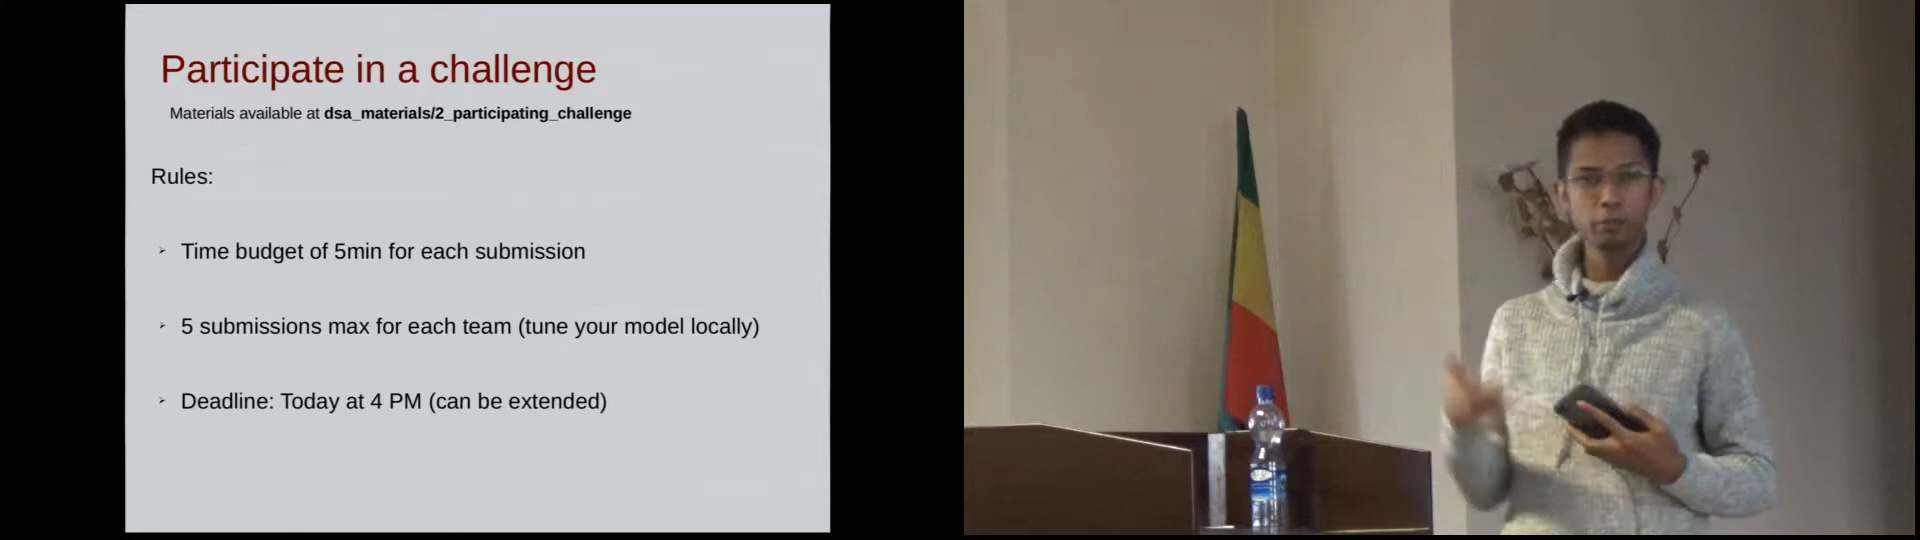 Participate in a challenge
Materials available at dsa_materials/2_participating_challenge
Rules:
Time budget of 5min for each submission
5 submissions max for each team (tune your model locally)
Deadline: Today at 4 PM (can be extended)